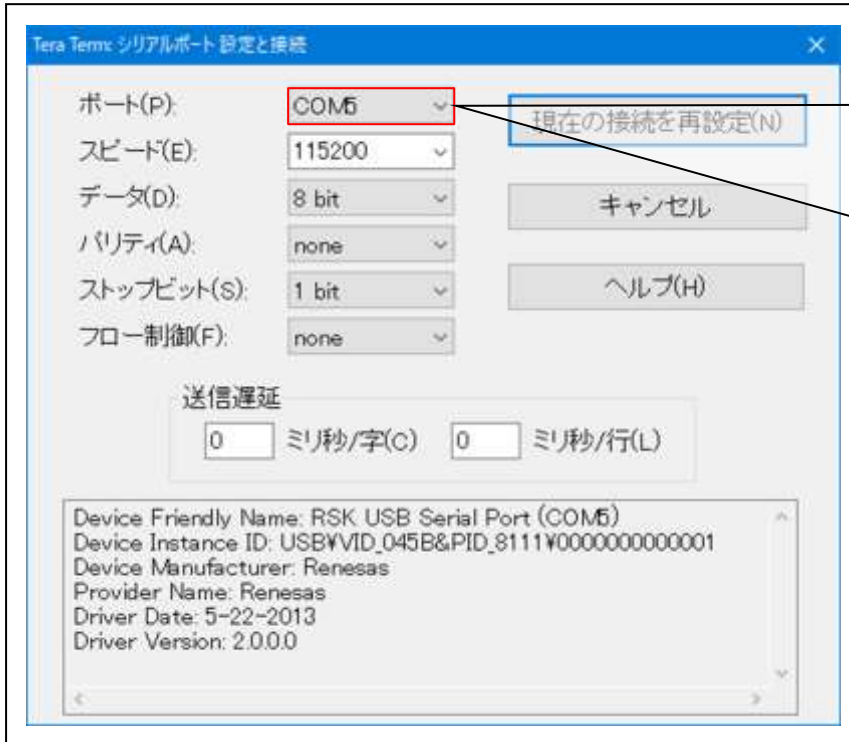 Tera Term: シリアルポート 設定と接続
ポート(P): COM5 現在の接続を再設定(N)
スピード(E): 115200
データ(D): 8 bit キャンセル
パリティ(A): none
ストップビット(S): 1 bit ヘルプ(H)
フロー制御(F): none
送信遅延
0 ミリ秒/字(C) 0 ミリ秒/行(L)
Device Friendly Name: RSK USB Serial Port (COM5)
Device Instance ID: USB¥VID_045B&PID_8111¥0000000000001
Device Manufacturer: Renesas
Provider Name: Renesas
Driver Date: 5-22-2013
Driver Version: 2.0.0.0